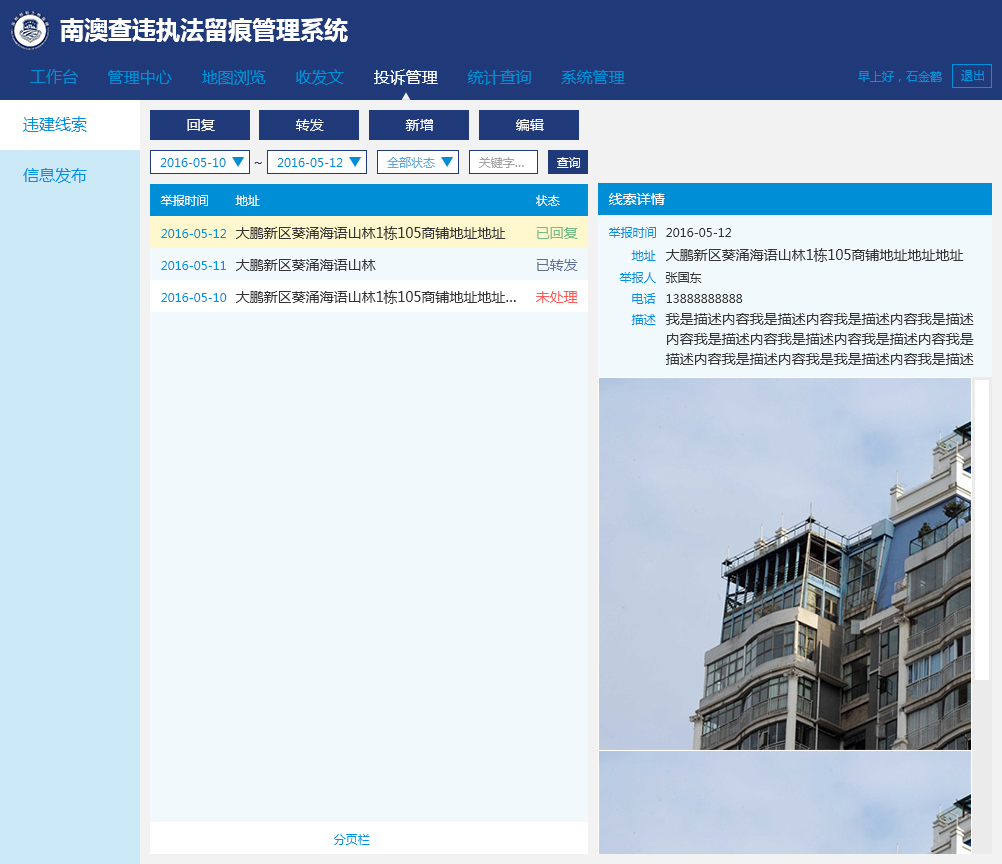 南澳查违执法留痕管理系统
工作台 管理中心 地图浏览 收发文 投诉管理 统计查询 系统管理 早上好，石金鹤 退出
违建线索
信息发布
回复 转发 新增 编辑
2016-05-10 ~ 2016-05-12 全部状态 关键字... 查询
举报时间 地址 状态
2016-05-12 大鹏新区葵涌海语山林1栋105商铺地址地址 已回复
2016-05-11 大鹏新区葵涌海语山林 已转发
2016-05-10 大鹏新区葵涌海语山林1栋105商铺地址地址... 未处理
分页栏
线索详情
举报时间 2016-05-12
地址 大鹏新区葵涌海语山林1栋105商铺地址地址地址
举报人 张国东
电话 13888888888
描述 我是描述内容我是描述内容我是描述内容我是描述
内容我是描述内容我是描述内容我是描述内容我是
描述内容我是描述内容我是我是描述内容我是描述